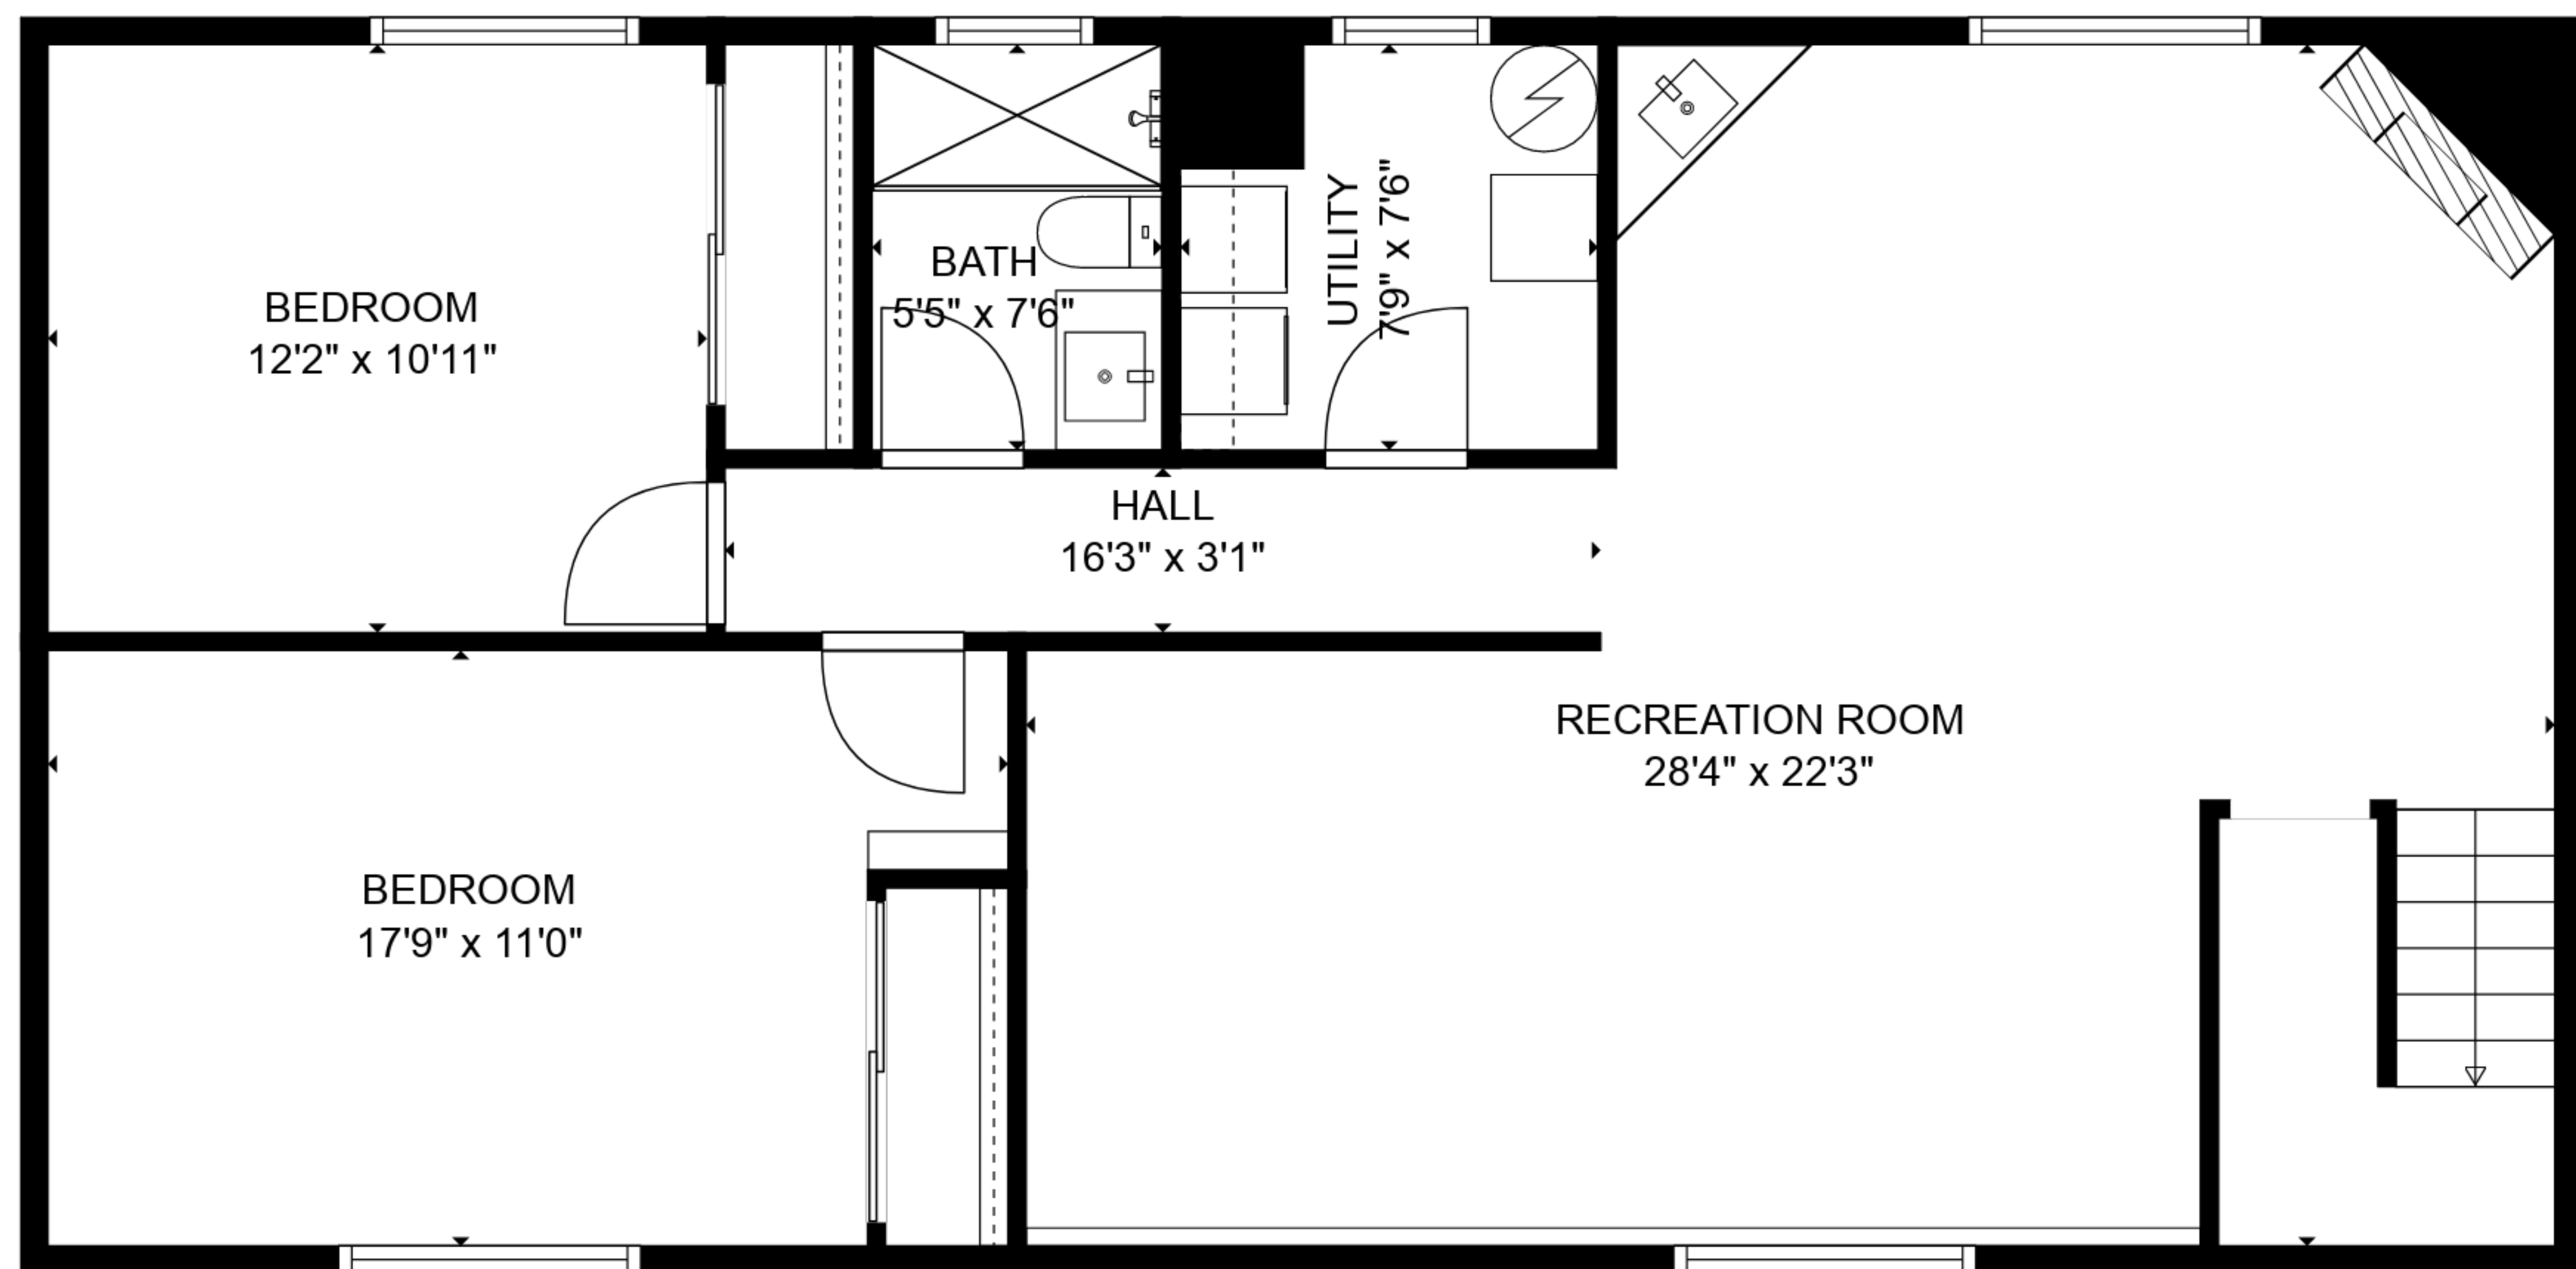 BEDROOM
12'2" x 10'11"
BATH
5'5" x 7'6"
UTILITY
7'9" x 7'6"
HALL
16'3" x 3'1"
RECREATION ROOM
28'4" x 22'3"
BEDROOM
17'9" x 11'0"